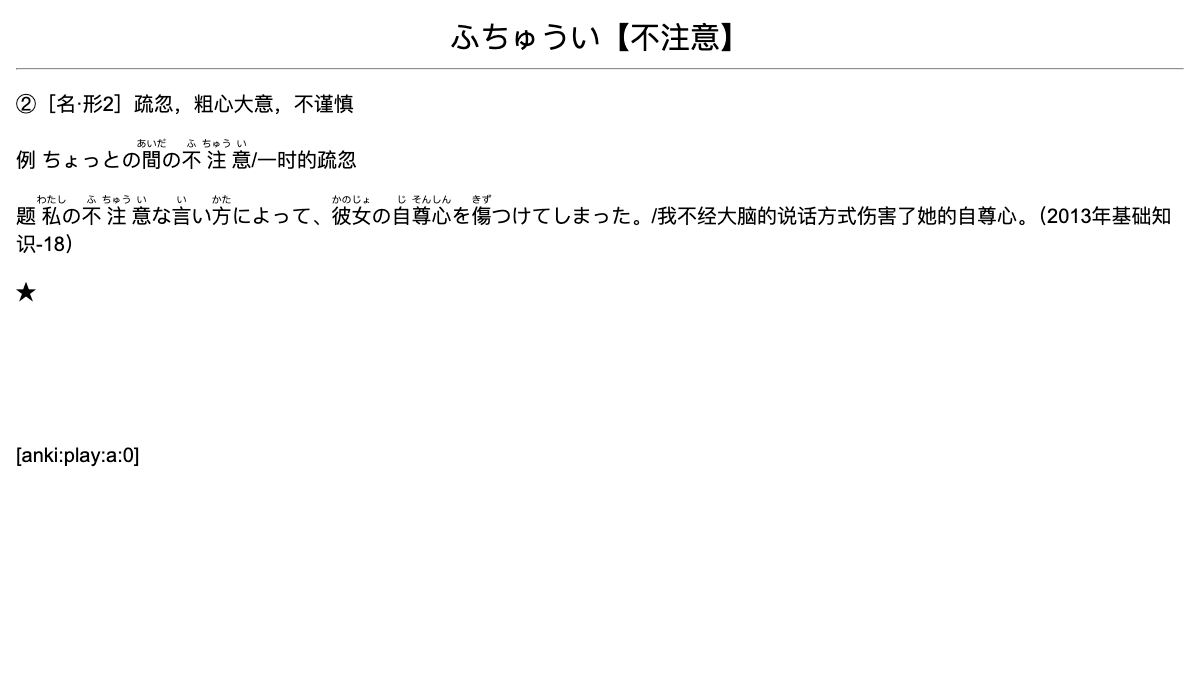 ふちゅうい【不注意】
②［名·形2］疏忽，粗心大意，不谨慎
あいだ ふ ちゅう い
例 ちょっとの間の不注意/一时的疏忽
わたし ふ ちゅう い い かた かのじょ じ そんしん きず
题 私の不注意な言い方によって、彼女の自尊心を傷つけてしまった。/我不经大脑的说话方式伤害了她的自尊心。（2013年基础知
识-18）
★
[anki:play:a:0]